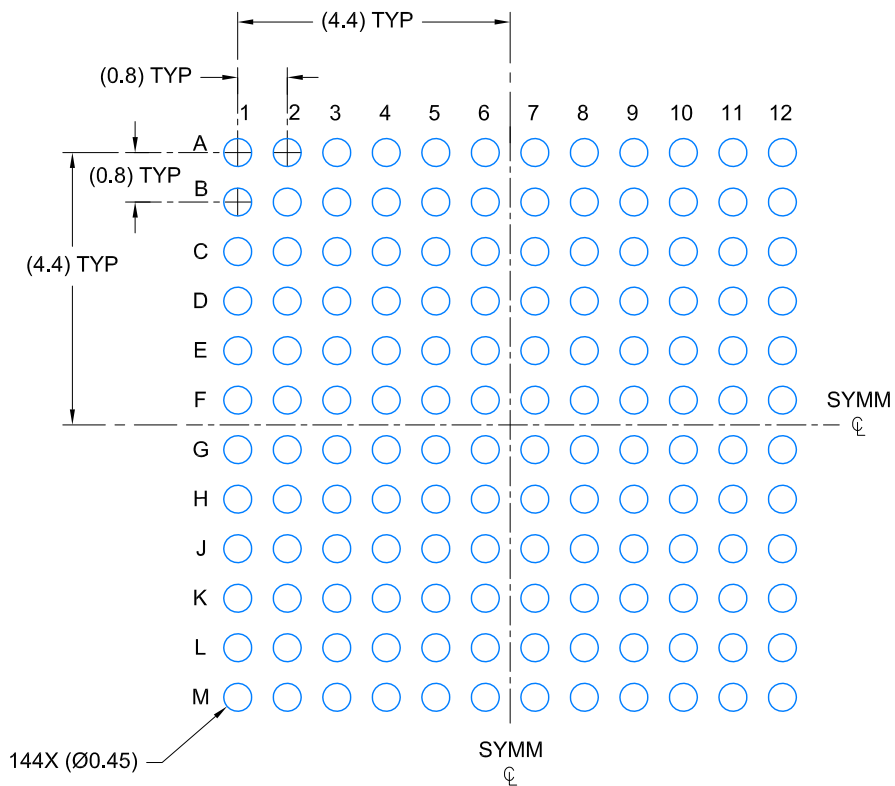 (4.4) TYP
(0.8) TYP
1 2 3 4 5 6 7 8 9 10 11 12
A
(0.8) TYP
B
C
(4.4) TYP
D
E
F
SYMM
℄
G
H
J
K
L
M
144X (Ø0.45)
SYMM
℄